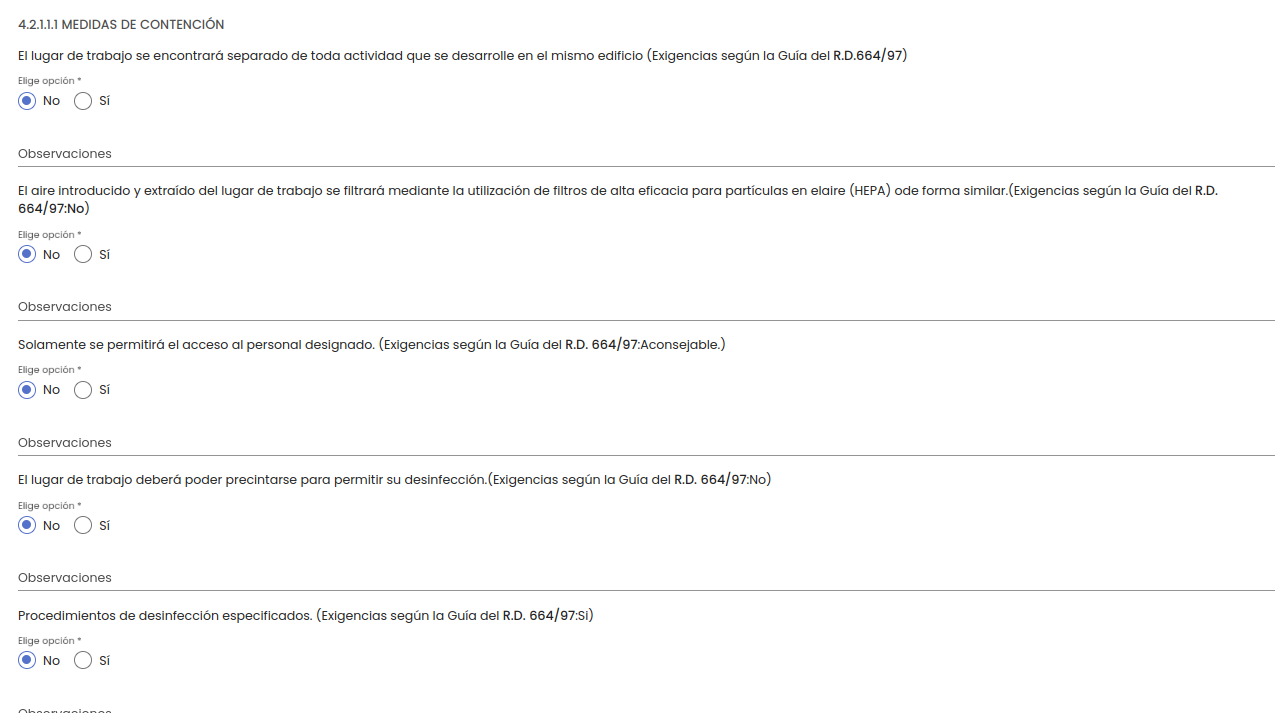 4.2.1.1.1 MEDIDAS DE CONTENCIÓN
El lugar de trabajo se encontrará separado de toda actividad que se desarrolle en el mismo edificio (Exigencias según la Guía del R.D.664/97)
Elige opción *
No Sí
Observaciones
El aire introducido y extraído del lugar de trabajo se filtrará mediante la utilización de filtros de alta eficacia para partículas en elaire (HEPA) ode forma similar.(Exigencias según la Guía del R.D.
664/97:No)
Elige opción *
No Sí
Observaciones
Solamente se permitirá el acceso al personal designado. (Exigencias según la Guía del R.D. 664/97:Aconsejable.)
Elige opción *
No Sí
Observaciones
El lugar de trabajo deberá poder precintarse para permitir su desinfección.(Exigencias según la Guía del R.D. 664/97:No)
Elige opción *
No Sí
Observaciones
Procedimientos de desinfección especificados. (Exigencias según la Guía del R.D. 664/97:Si)
Elige opción *
No Sí
Observaciones